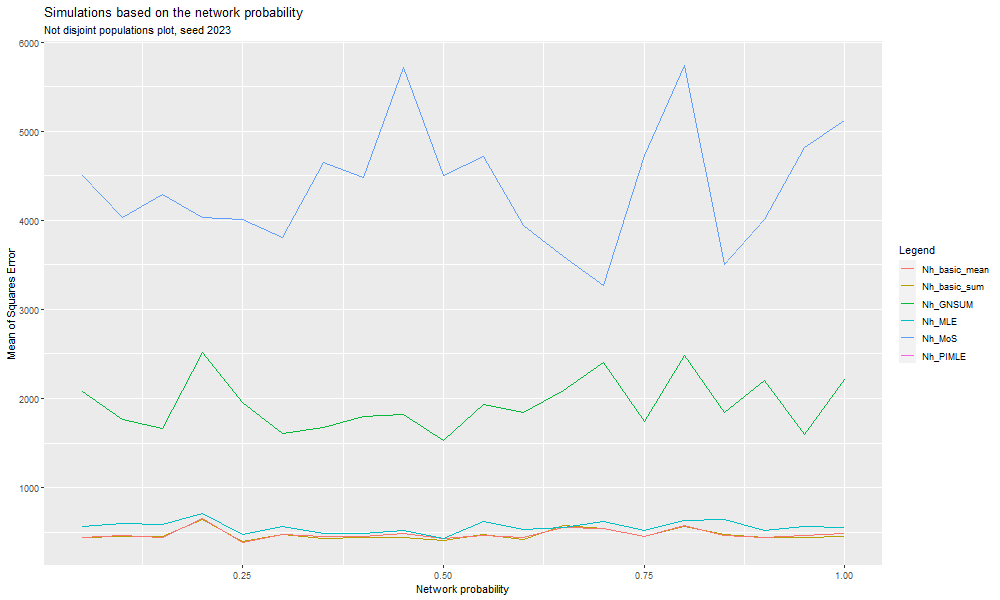 Simulations based on the network probability
Not disjoint populations plot, seed 2023
6000
5000
4000
3000
2000
1000
Mean of Squares Error
0.25
0.50
0.75
1.00
Network probability
Legend
Nh_basic_mean
Nh_basic_sum
Nh_GNSUM
Nh_MLE
Nh_MoS
Nh_PIMLE